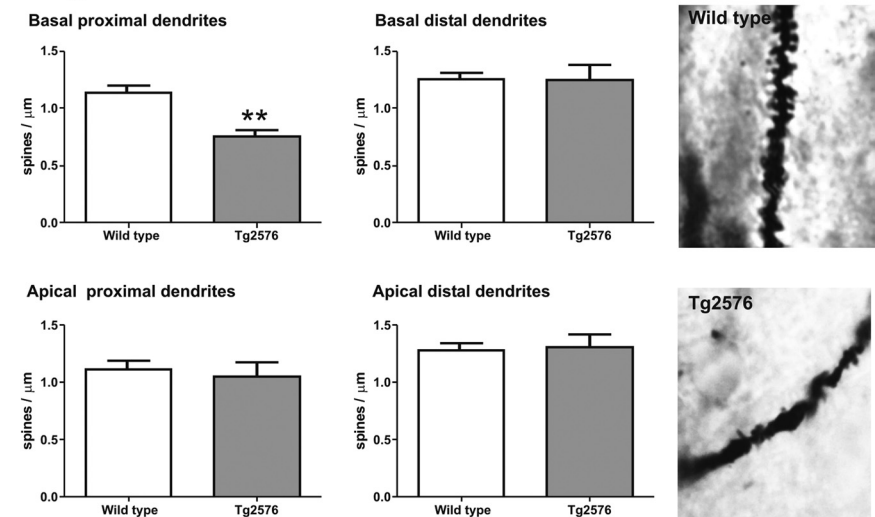 Basal proximal dendrites
1.5
1.0
0.5
0.0
spines / μm
**
Wild type
Tg2576
Basal distal dendrites
1.5
1.0
0.5
0.0
spines / μm
Wild type
Tg2576
Wild type
Apical proximal dendrites
1.5
1.0
0.5
0.0
spines / μm
Wild type
Tg2576
Apical distal dendrites
1.5
1.0
0.5
0.0
spines / μm
Wild type
Tg2576
Tg2576